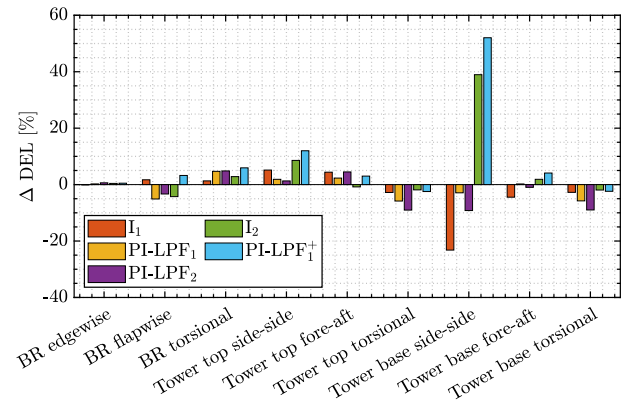 60
40
20
0
-20
-40
Δ DEL [%]
I₁
I₂
PI-LPF₁
PI-LPF₁⁺
PI-LPF₂
BR edgewise
BR flapwise
BR torsional
Tower top side-side
Tower top fore-aft
Tower top torsional
Tower base side-side
Tower base fore-aft
Tower base torsional